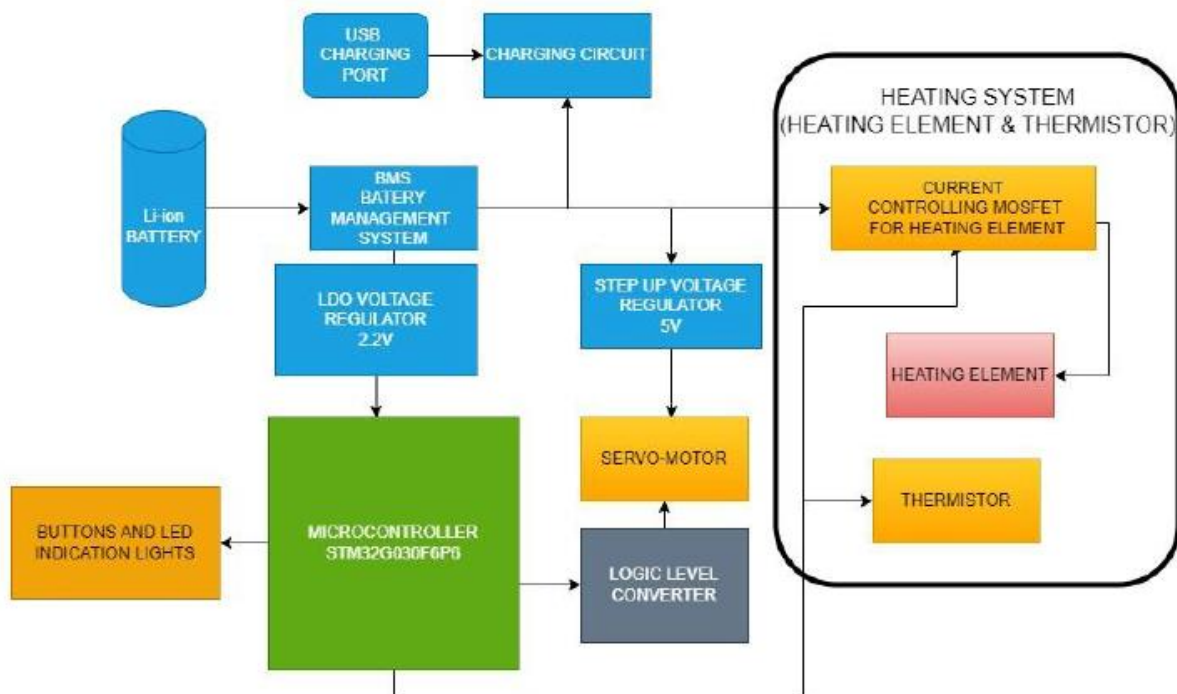 USB
CHARGING
PORT
CHARGING CIRCUIT
HEATING SYSTEM
(HEATING ELEMENT & THERMISTOR)
Li-ion
BATTERY
BMS
BATERY
MANAGEMENT
SYSTEM
CURRENT
CONTROLLING MOSFET
FOR HEATING ELEMENT
LDO VOLTAGE
REGULATOR
2.2V
STEP UP VOLTAGE
REGULATOR
5V
HEATING ELEMENT
SERVO-MOTOR
THERMISTOR
BUTTONS AND LED
INDICATION LIGHTS
MICROCONTROLLER
STM32G030F6P6
LOGIC LEVEL
CONVERTER